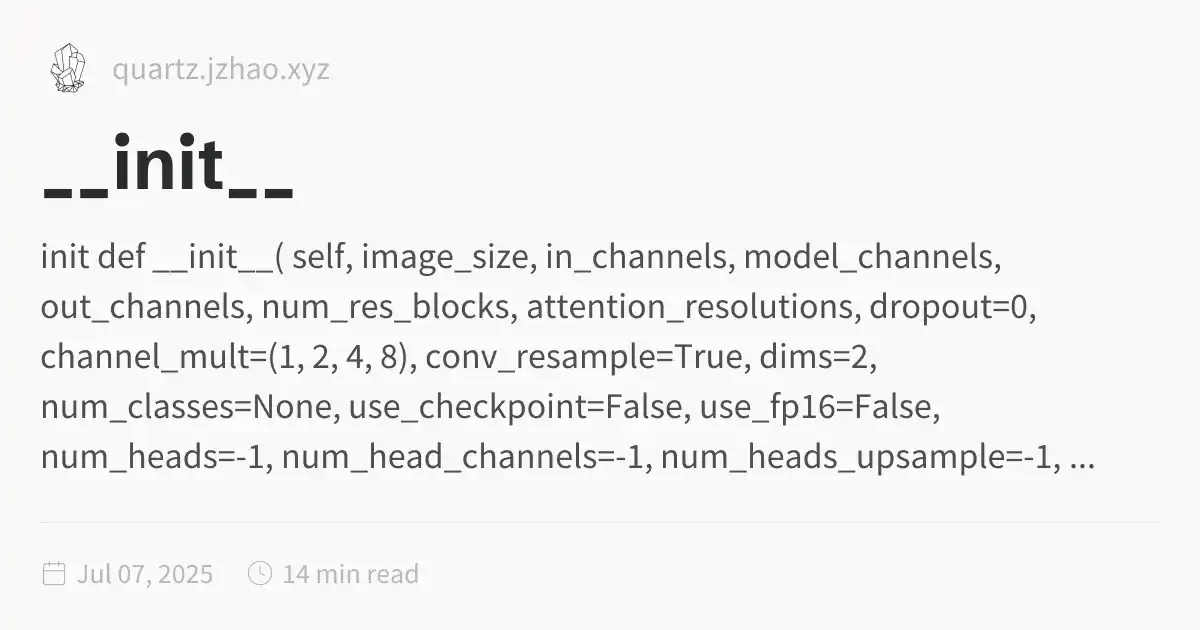 quartz.jzhao.xyz
__init__
init def __init__( self, image_size, in_channels, model_channels,
out_channels, num_res_blocks, attention_resolutions, dropout=0,
channel_mult=(1, 2, 4, 8), conv_resample=True, dims=2,
num_classes=None, use_checkpoint=False, use_fp16=False,
num_heads=-1, num_head_channels=-1, num_heads_upsample=-1, ...
Jul 07, 2025 14 min read